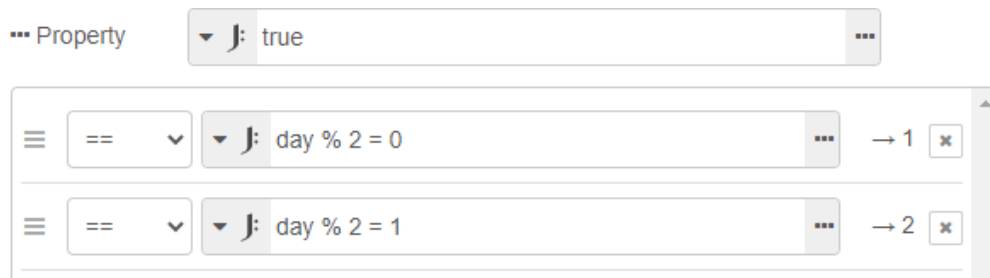 Property J: true
== J: day % 2 = 0 → 1
== J: day % 2 = 1 → 2